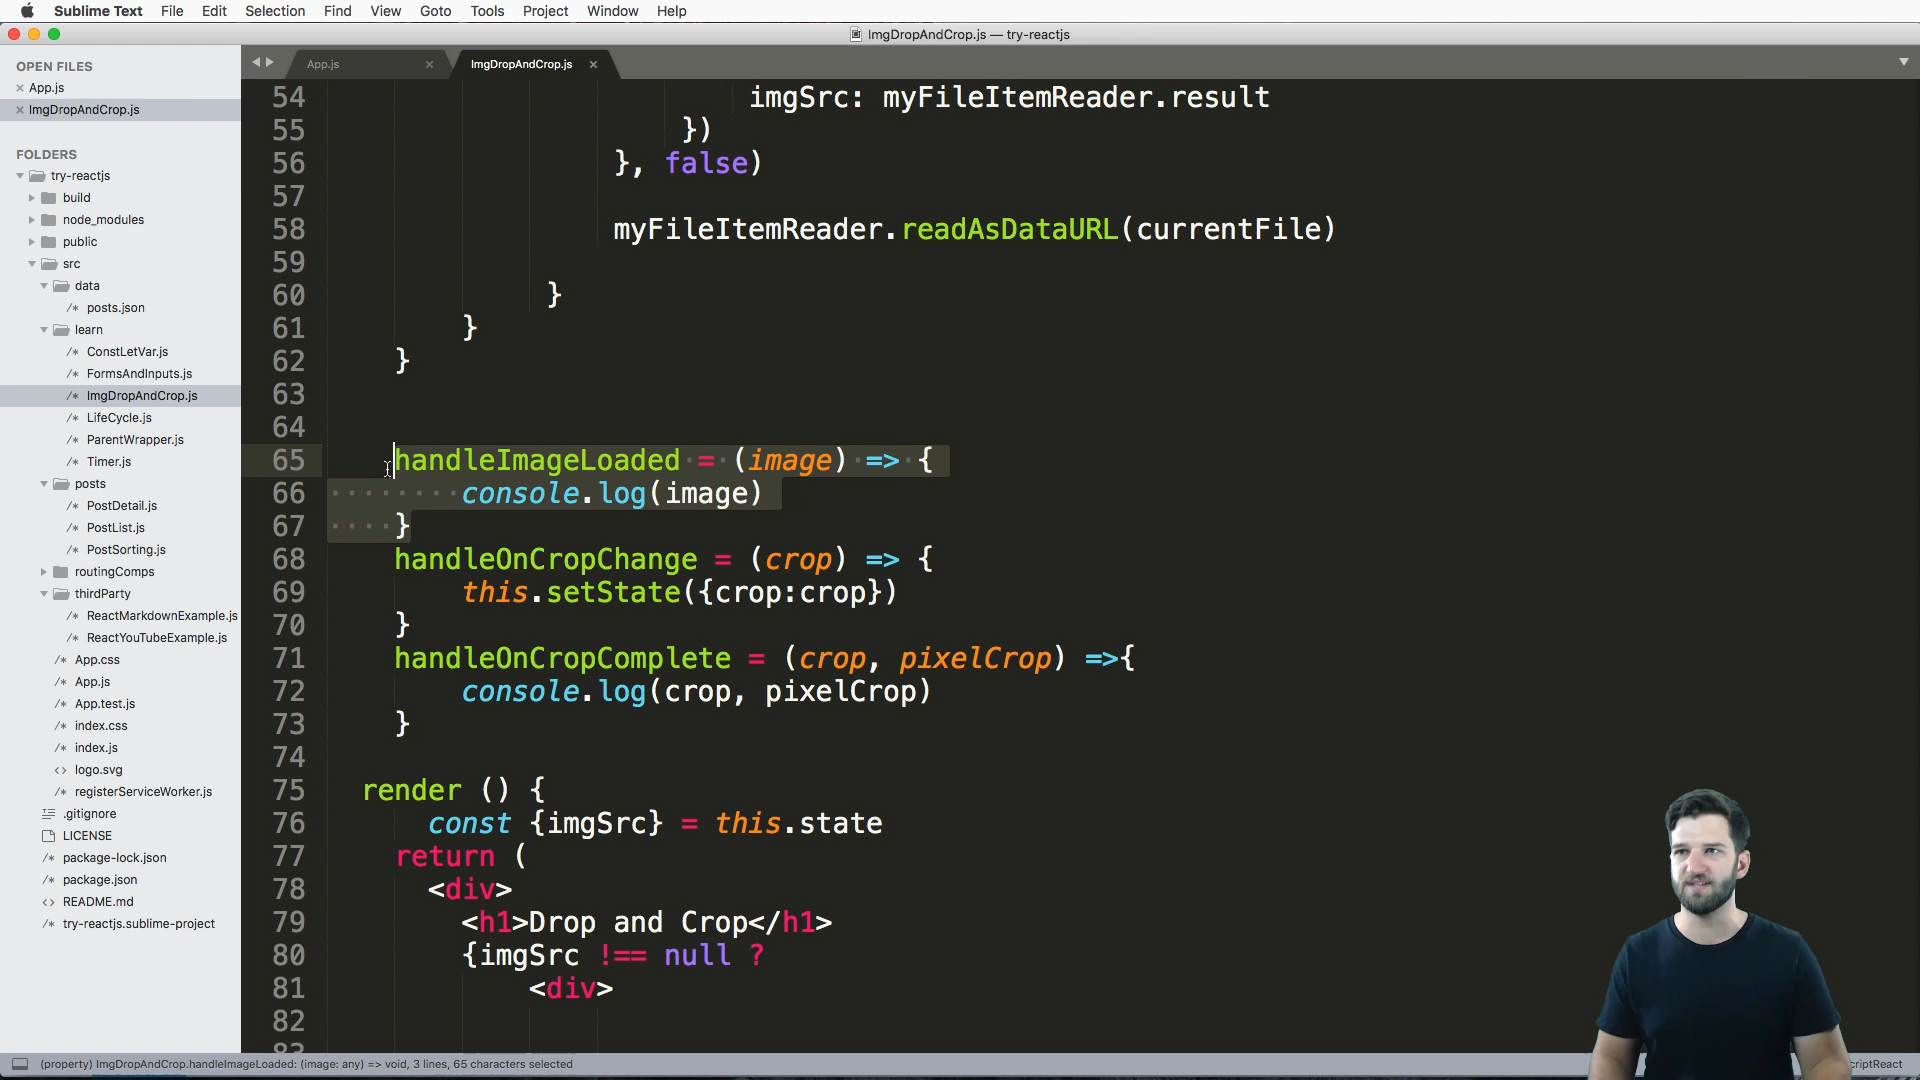 Sublime Text File Edit Selection Find View Goto Tools Project Window Help
ImgDropAndCrop.js — try-reactjs
OPEN FILES
App.js
ImgDropAndCrop.js
FOLDERS
try-reactjs
build
node_modules
public
src
data
posts.json
learn
ConstLetVar.js
FormsAndInputs.js
ImgDropAndCrop.js
LifeCycle.js
ParentWrapper.js
Timer.js
posts
PostDetail.js
PostList.js
PostSorting.js
routingComps
thirdParty
ReactMarkdownExample.js
ReactYouTubeExample.js
App.css
App.js
App.test.js
index.css
index.js
logo.svg
registerServiceWorker.js
.gitignore
LICENSE
package-lock.json
package.json
README.md
try-reactjs.sublime-project
App.js ImgDropAndCrop.js
54 imgSrc: myFileItemReader.result
55 })
56 }, false)
57
58 myFileItemReader.readAsDataURL(currentFile)
59
60 }
61 }
62 }
63
64
65 handleImageLoaded = (image) => {
66 console.log(image)
67 }
68 handleOnCropChange = (crop) => {
69 this.setState({crop:crop})
70 }
71 handleOnCropComplete = (crop, pixelCrop) =>{
72 console.log(crop, pixelCrop)
73 }
74
75 render () {
76 const {imgSrc} = this.state
77 return (
78 <div>
79 <h1>Drop and Crop</h1>
80 {imgSrc !== null ?
81 <div>
82
(property) ImgDropAndCrop.handleImageLoaded: (image: any) => void, 3 lines, 65 characters selected